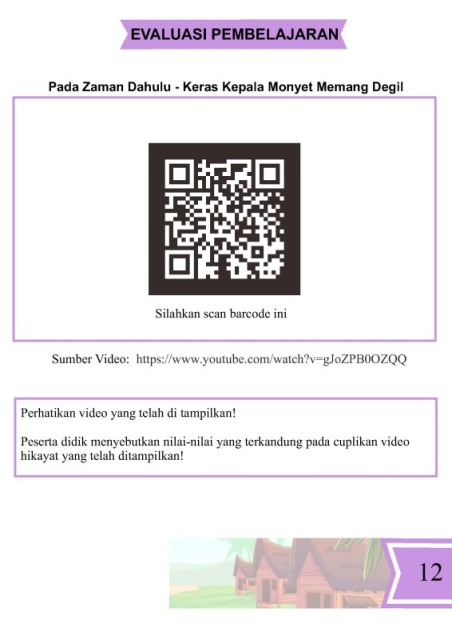 EVALUASI PEMBELAJARAN
Pada Zaman Dahulu - Keras Kepala Monyet Memang Degil
Silahkan scan barcode ini
Sumber Video: https://www.youtube.com/watch?v=gJoZPB0OZQQ
Perhatikan video yang telah di tampilkan!
Peserta didik menyebutkan nilai-nilai yang terkandung pada cuplikan video
hikayat yang telah ditampilkan!
12